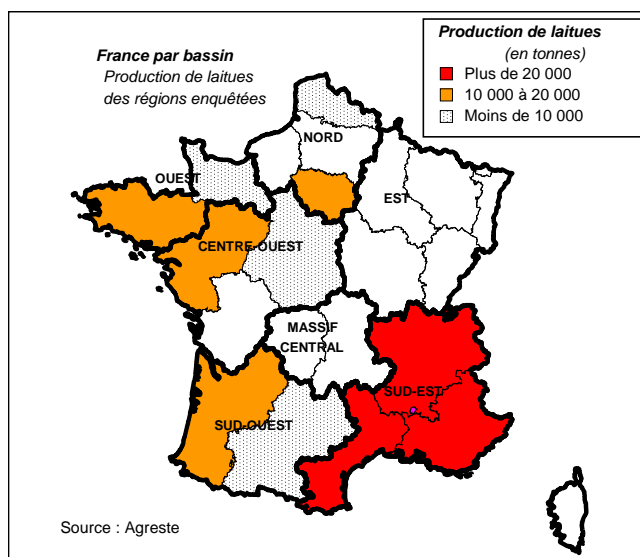 France par bassin
Production de laitues
des régions enquêtées
Production de laitues
(en tonnes)
Plus de 20 000
10 000 à 20 000
Moins de 10 000
NORD
OUEST
EST
CENTRE-OUEST
MASSIF
CENTRAL
SUD-EST
SUD-OUEST
Source : Agreste